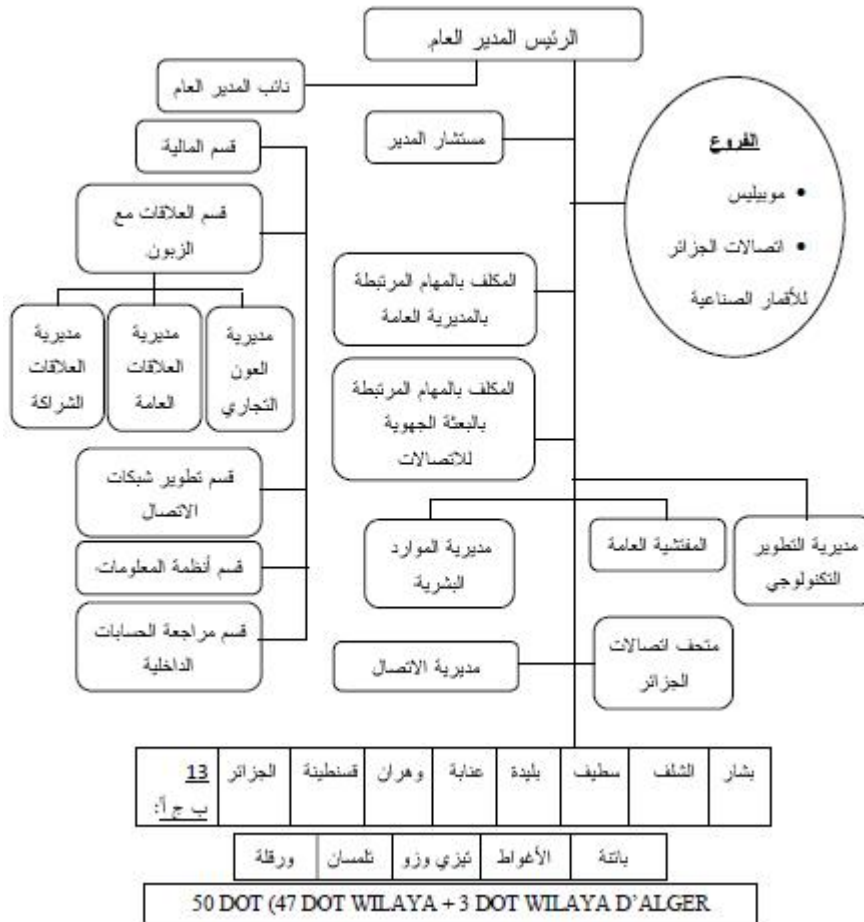 الرئيس المدير العام
نائب المدير العام
مستشار المدير
قسم المالية
الفروع
• موبيليس
• اتصالات الجزائر
للأقمار الصناعية
قسم العلاقات مع
الزبون
المكلف بالمهام المرتبطة
بالمديرية العامة
مديرية
العون
التجاري
مديرية
العلاقات
العامة
مديرية
العلاقات
الشراكة
المكلف بالمهام المرتبطة
بالبعثة الجهوية
للاتصالات
قسم تطوير شبكات
الاتصال
مديرية التطوير
التكنولوجي
المفتشية العامة
مديرية الموارد
البشرية
قسم أنظمة المعلومات
قسم مراجعة الحسابات
الداخلية
متحف اتصالات
الجزائر
مديرية الاتصال
بشار
الشلف
سطيف
بليدة
عنابة
وهران
قسنطينة
الجزائر
13
ب ج أ:
باتنة
الأغواط
تيزي وزو
تلمسان
ورقلة
50 DOT (47 DOT WILAYA + 3 DOT WILAYA D'ALGER